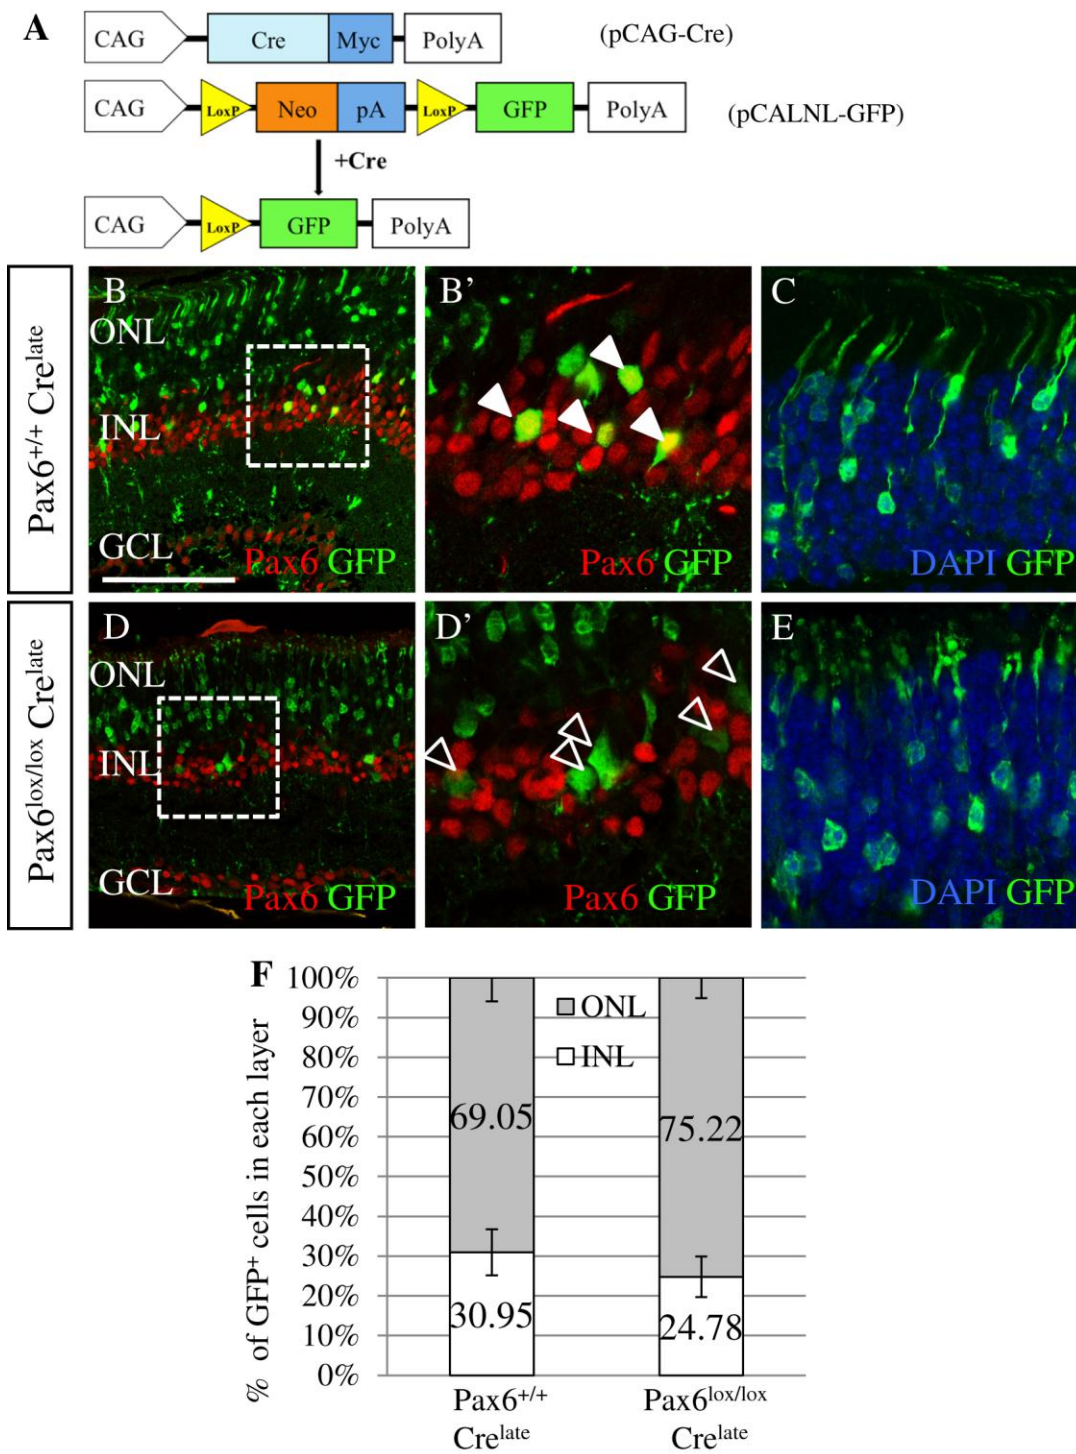 A
CAG Cre Myc PolyA (pCAG-Cre)
CAG LoxP Neo pA LoxP GFP PolyA (pCALNL-GFP)
+Cre
CAG LoxP GFP PolyA
Pax6+/+ Crelate
B
ONL
INL
GCL
Pax6 GFP
B'
Pax6 GFP
C
DAPI GFP
Pax6lox/lox Crelate
D
ONL
INL
GCL
Pax6 GFP
D'
Pax6 GFP
E
DAPI GFP
F
% of GFP+ cells in each layer
100%
90%
80%
70%
60%
50%
40%
30%
20%
10%
0%
ONL
INL
69.05
75.22
30.95
24.78
Pax6+/+
Crelate
Pax6lox/lox
Crelate